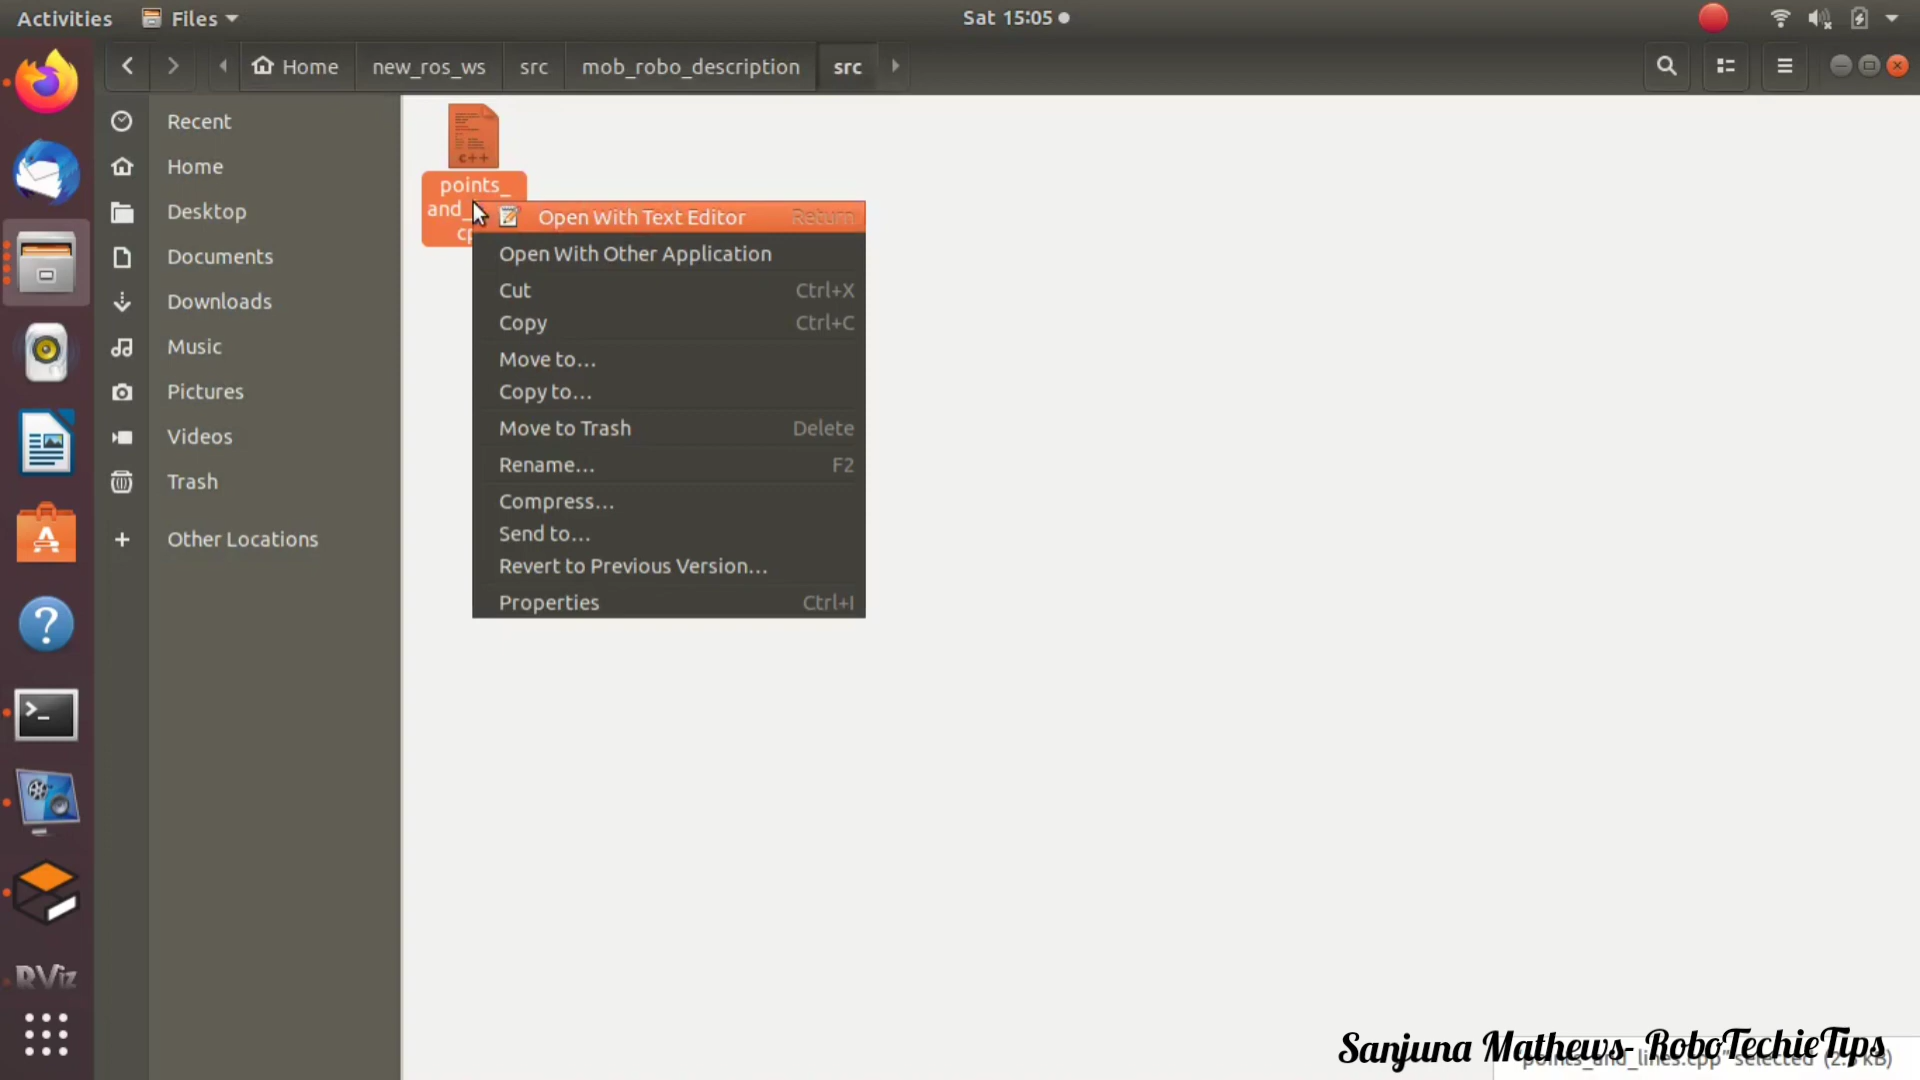 Activities Files Sat 15:05
Home new_ros_ws src mob_robo_description src
Recent
Home
Desktop
Documents
Downloads
Music
Pictures
Videos
Trash
Other Locations
C++
points_
and_
Open With Text Editor Return
Open With Other Application
Cut Ctrl+X
Copy Ctrl+C
Move to...
Copy to...
Move to Trash Delete
Rename... F2
Compress...
Send to...
Revert to Previous Version...
Properties Ctrl+I
RViz
Sanjuna Mathews- RoboTechieTips
"points_and_lines.cpp" selected